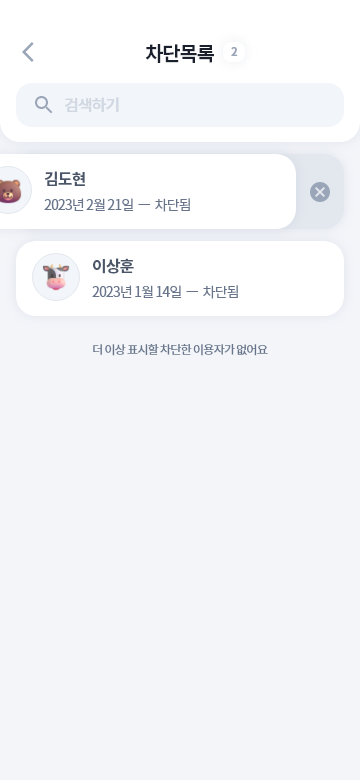 차단목록 2
검색하기
김도현
2023년 2월 21일 — 차단됨
이상훈
2023년 1월 14일 — 차단됨
더 이상 표시할 차단한 이용자가 없어요